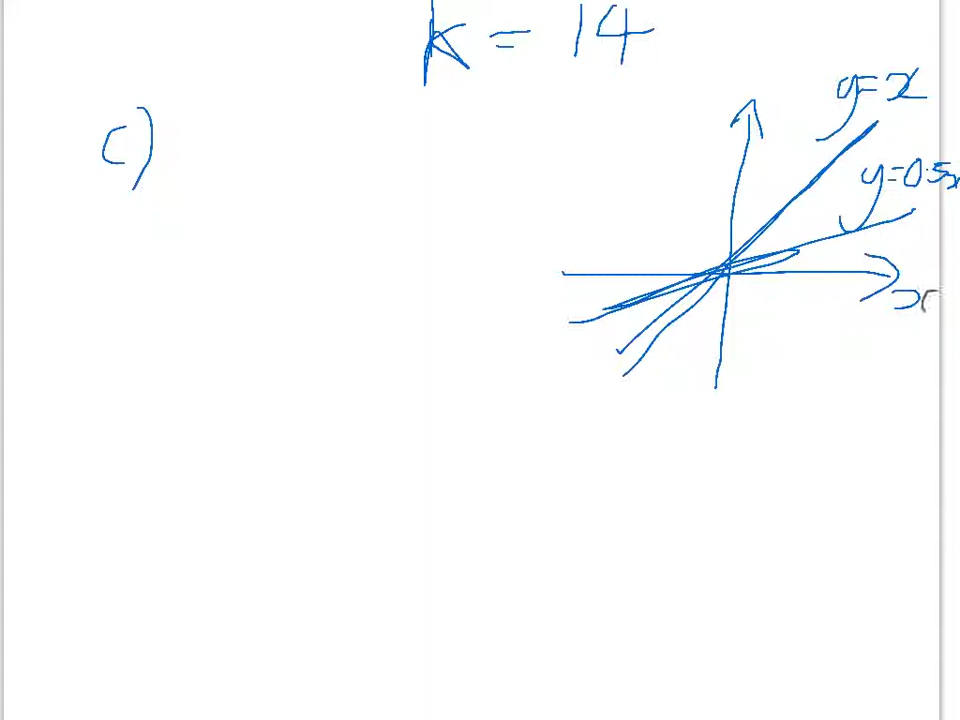 k = 14
c)
y=x
y=0.5x
x